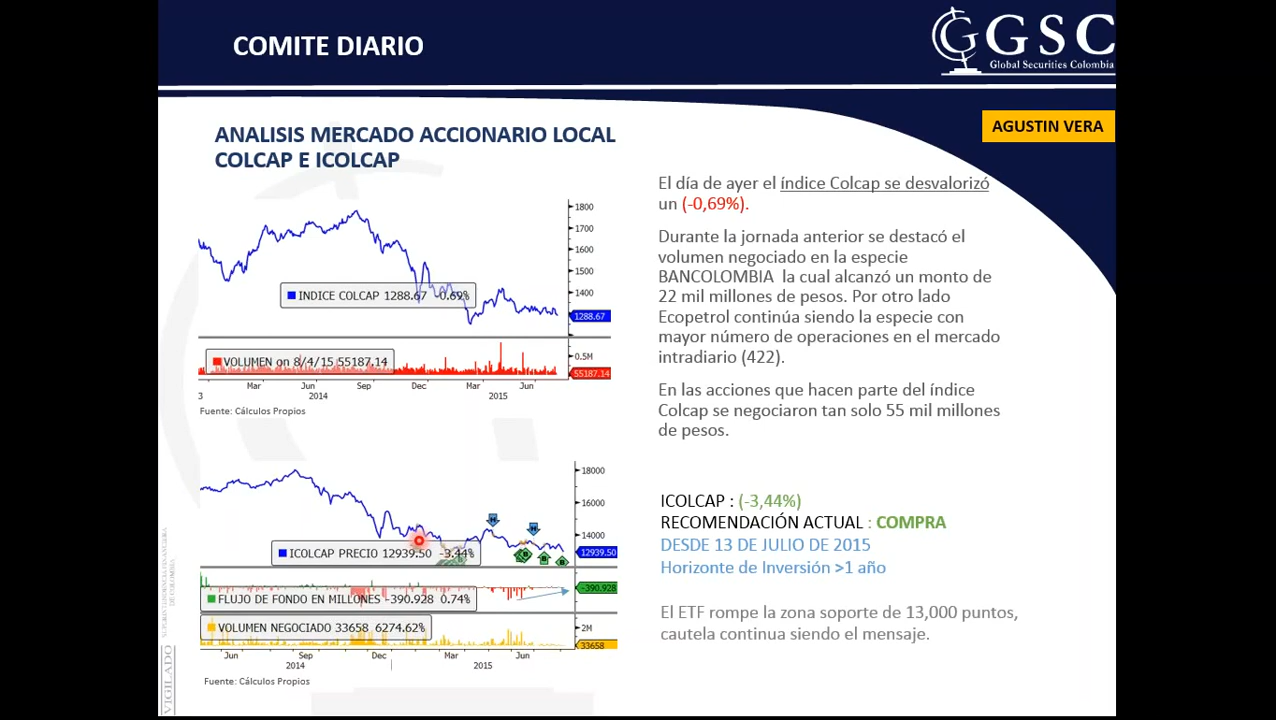 COMITE DIARIO
GGSC
Global Securities Colombia
AGUSTIN VERA
ANALISIS MERCADO ACCIONARIO LOCAL
COLCAP E ICOLCAP
1800
1700
1600
1500
1400
INDICE COLCAP 1288.67 -0.69%
1288.67
VOLUMEN on 8/4/15 55187.14
0.5M
55187.14
Mar Jun Sep Dec Mar Jun
3 2014 2015
Fuente: Cálculos Propios
18000
16000
14000
H H
B B B
ICOLCAP PRECIO 12939.50 -3.44%
12939.50
FLUJO DE FONDO EN MILLONES -390.928 0.74%
-390.928
VOLUMEN NEGOCIADO 33658 6274.62%
2M
33658
Jun Sep Dec Mar Jun
2014 2015
Fuente: Cálculos Propios
El día de ayer el índice Colcap se desvalorizó
un (-0,69%).
Durante la jornada anterior se destacó el
volumen negociado en la especie
BANCOLOMBIA la cual alcanzó un monto de
22 mil millones de pesos. Por otro lado
Ecopetrol continúa siendo la especie con
mayor número de operaciones en el mercado
intradiario (422).
En las acciones que hacen parte del índice
Colcap se negociaron tan solo 55 mil millones
de pesos.
ICOLCAP : (-3,44%)
RECOMENDACIÓN ACTUAL : COMPRA
DESDE 13 DE JULIO DE 2015
Horizonte de Inversión >1 año
El ETF rompe la zona soporte de 13,000 puntos,
cautela continua siendo el mensaje.
VIGILADO
SUPERINTENDENCIA FINANCIERA
DE COLOMBIA